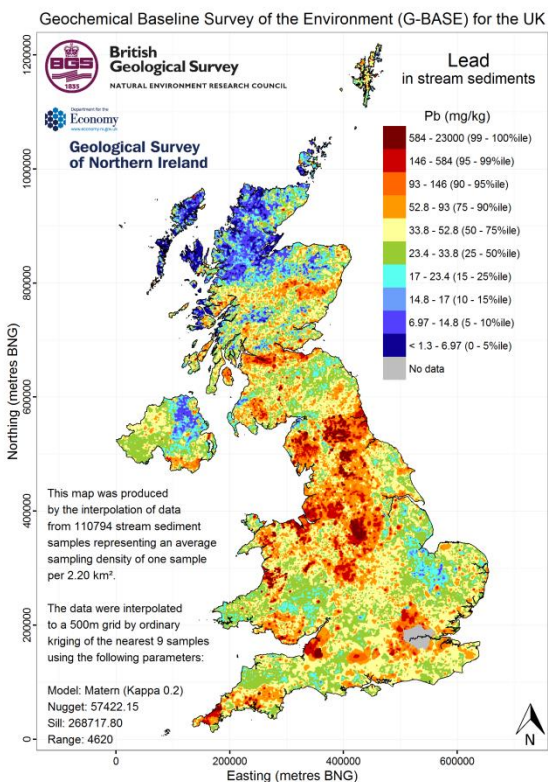 Geochemical Baseline Survey of the Environment (G-BASE) for the UK
BGS
1835
British
Geological Survey
NATURAL ENVIRONMENT RESEARCH COUNCIL
Department for the
Economy
www.economy-ni.gov.uk
Geological Survey
of Northern Ireland
Lead
in stream sediments
Pb (mg/kg)
584 - 23000 (99 - 100%ile)
146 - 584 (95 - 99%ile)
93 - 146 (90 - 95%ile)
52.8 - 93 (75 - 90%ile)
33.8 - 52.8 (50 - 75%ile)
23.4 - 33.8 (25 - 50%ile)
17 - 23.4 (15 - 25%ile)
14.8 - 17 (10 - 15%ile)
6.97 - 14.8 (5 - 10%ile)
< 1.3 - 6.97 (0 - 5%ile)
No data
This map was produced
by the interpolation of data
from 110794 stream sediment
samples representing an average
sampling density of one sample
per 2.20 km².
The data were interpolated
to a 500m grid by ordinary
kriging of the nearest 9 samples
using the following parameters:
Model: Matern (Kappa 0.2)
Nugget: 57422.15
Sill: 268717.80
Range: 4620
N
Northing (metres BNG)
1200000
1000000
800000
600000
400000
200000
0
0
200000
400000
600000
Easting (metres BNG)